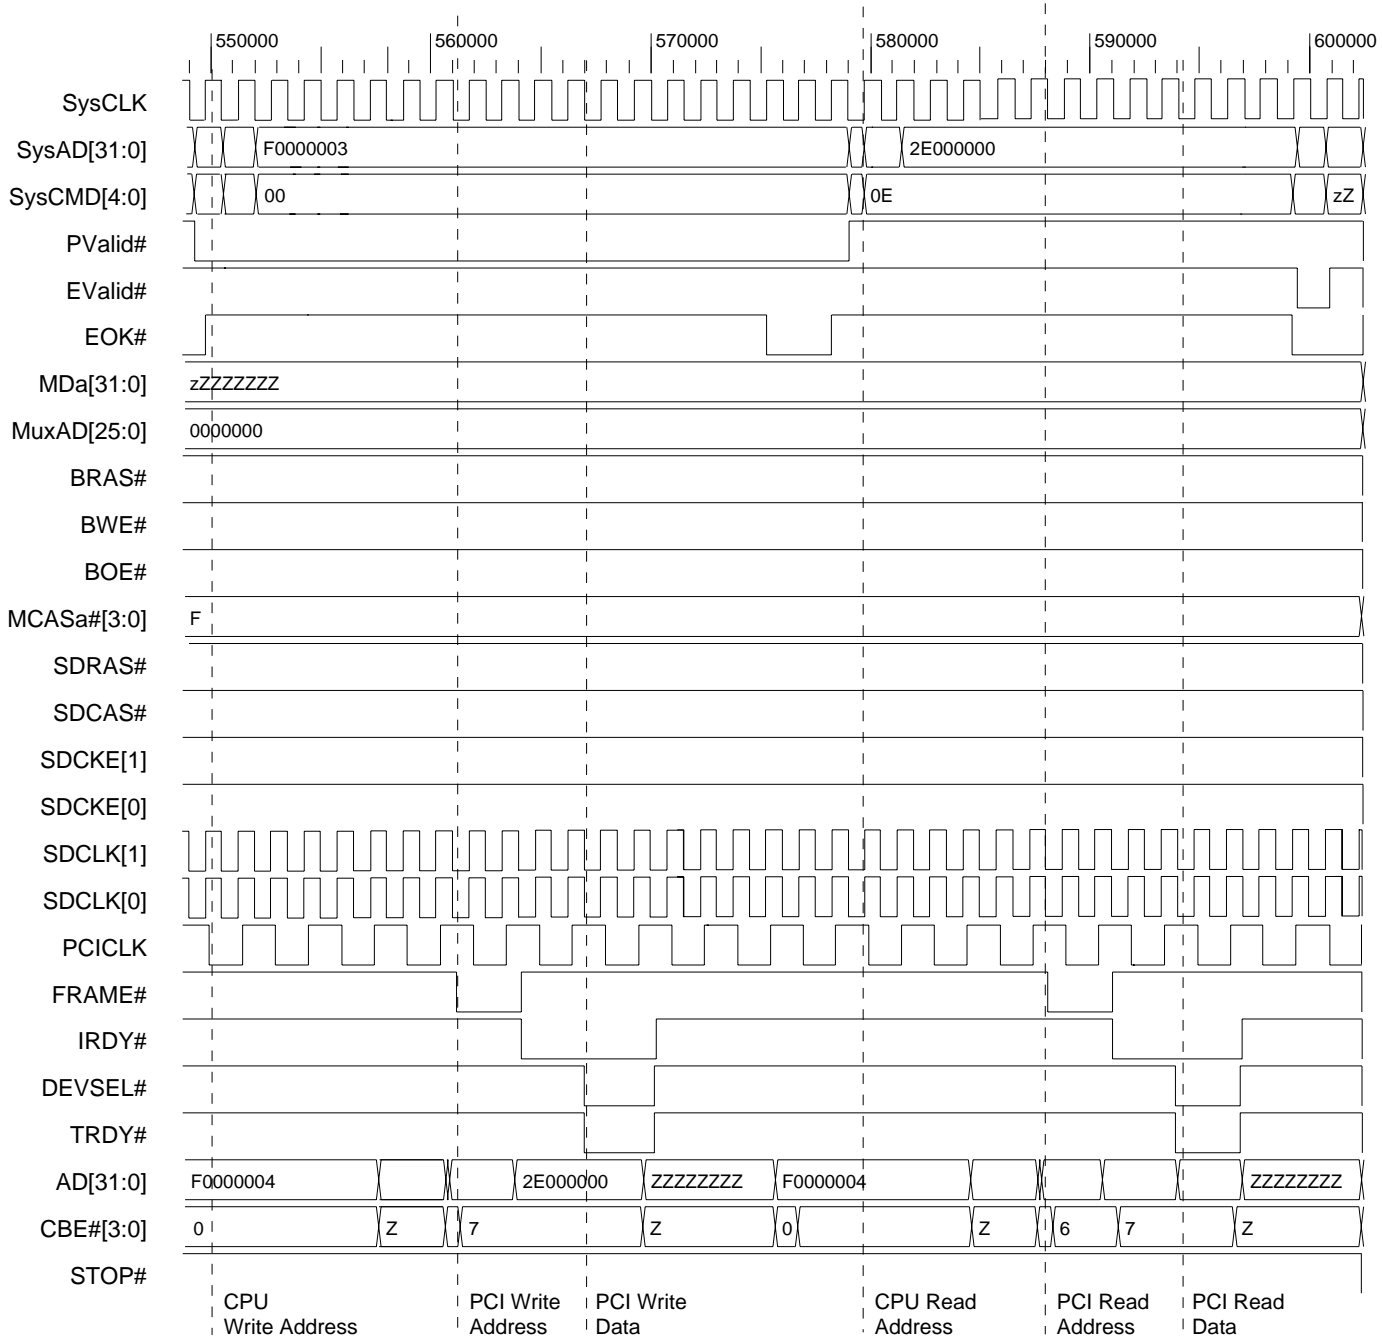 550000 560000 570000 580000 590000 600000
SysCLK
SysAD[31:0] F0000003 2E000000
SysCMD[4:0] 00 0E zZ
PValid#
EValid#
EOK#
MDa[31:0] zZZZZZZZ
MuxAD[25:0] 0000000
BRAS#
BWE#
BOE#
MCASa#[3:0] F
SDRAS#
SDCAS#
SDCKE[1]
SDCKE[0]
SDCLK[1]
SDCLK[0]
PCICLK
FRAME#
IRDY#
DEVSEL#
TRDY#
AD[31:0] F0000004 2E000000 ZZZZZZZZ F0000004 ZZZZZZZZ
CBE#[3:0] 0 Z 7 Z 0 Z 6 7 Z
STOP#
CPU PCI Write PCI Write CPU Read PCI Read PCI Read
Write Address Address Data Address Address Data